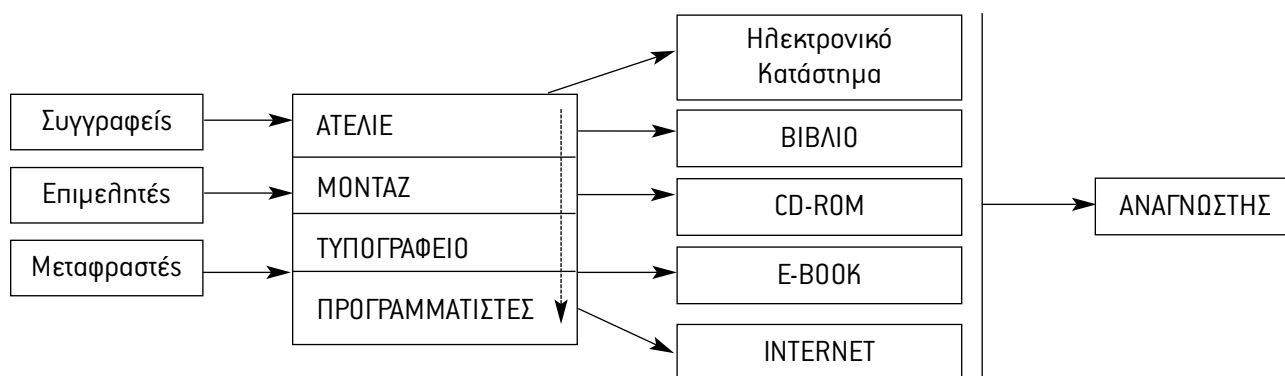 Συγγραφείς
Επιμελητές
Μεταφραστές
ΑΤΕΛΙΕ
ΜΟΝΤΑΖ
ΤΥΠΟΓΡΑΦΕΙΟ
ΠΡΟΓΡΑΜΜΑΤΙΣΤΕΣ
Ηλεκτρονικό
Κατάστημα
ΒΙΒΛΙΟ
CD-ROM
E-BOOK
INTERNET
ΑΝΑΓΝΩΣΤΗΣ